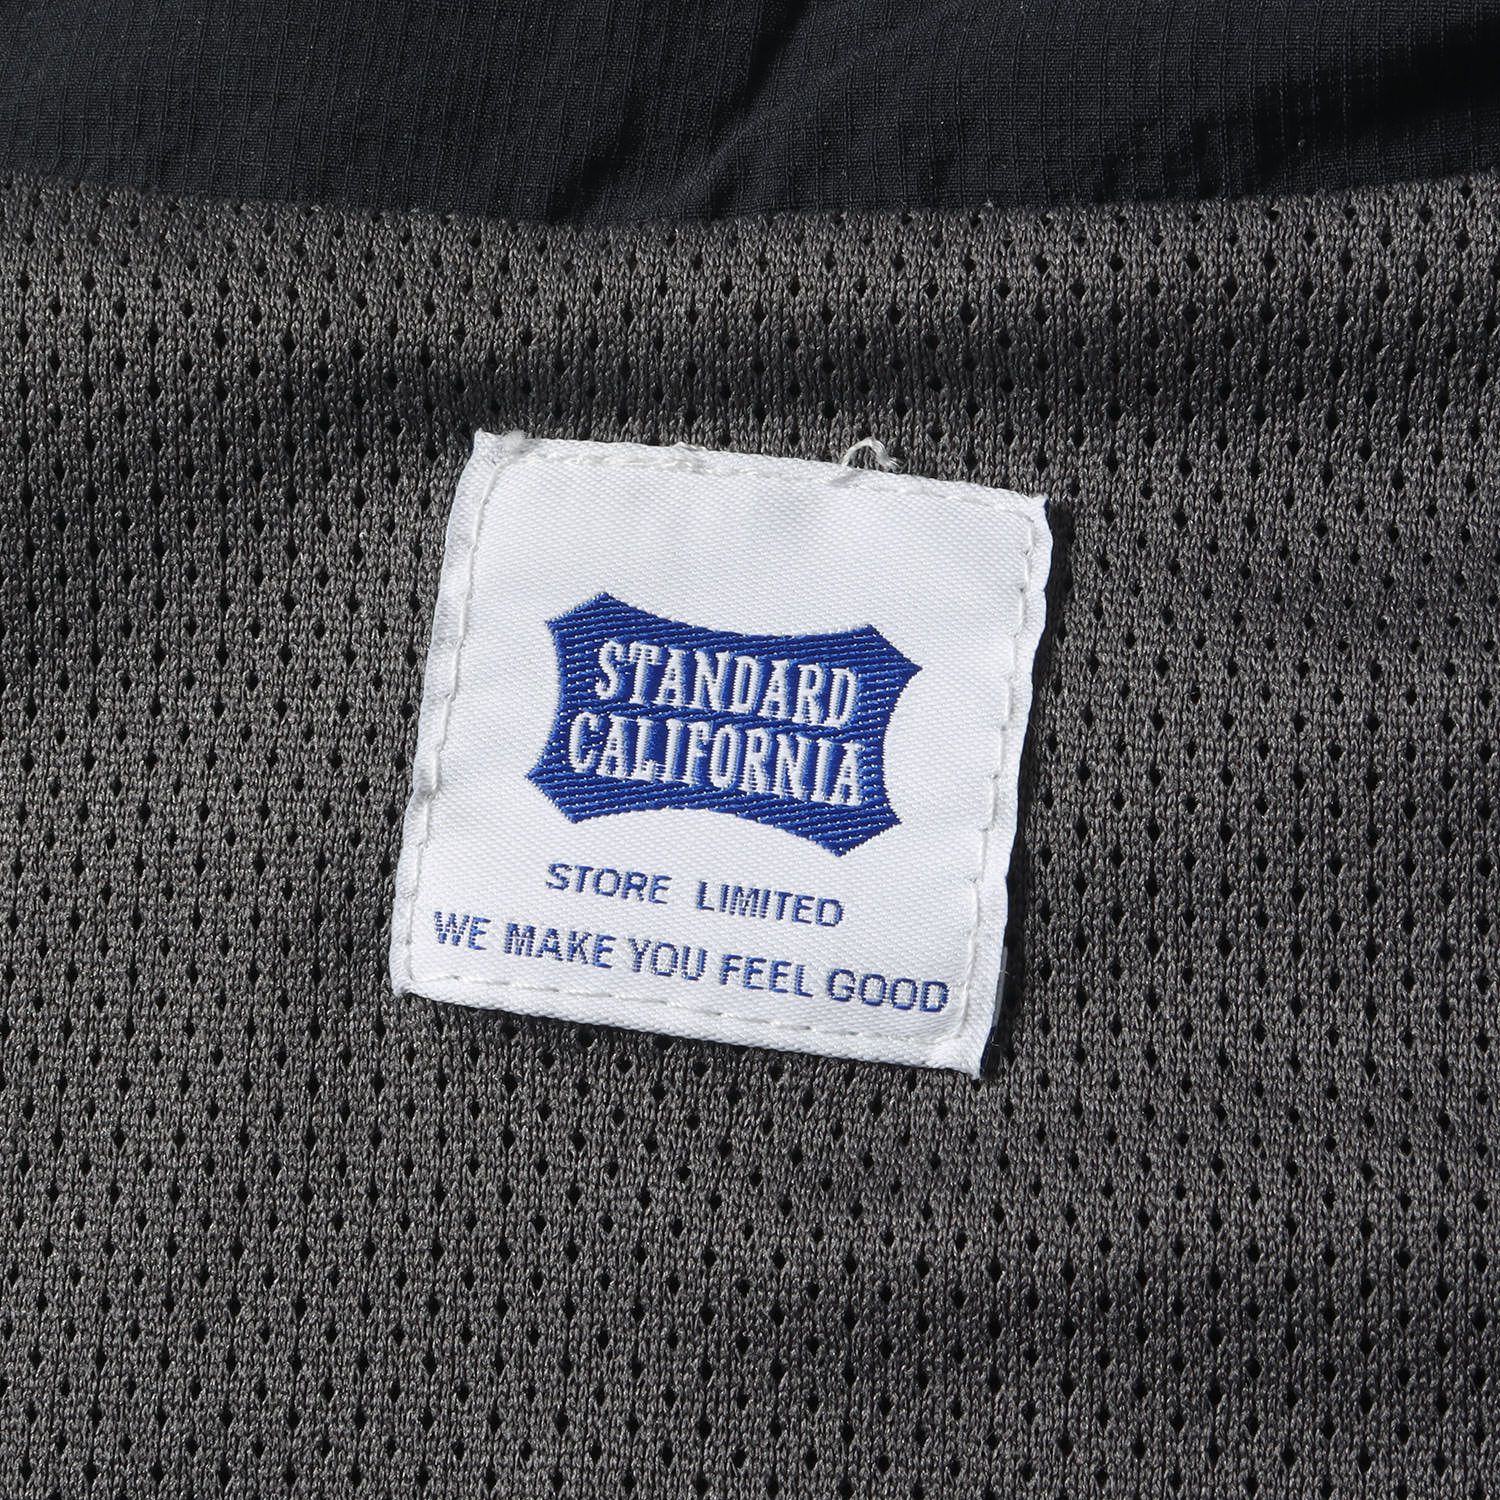 STANDARD
CALIFORNIA
STORE LIMITED
WE MAKE YOU FEEL GOOD